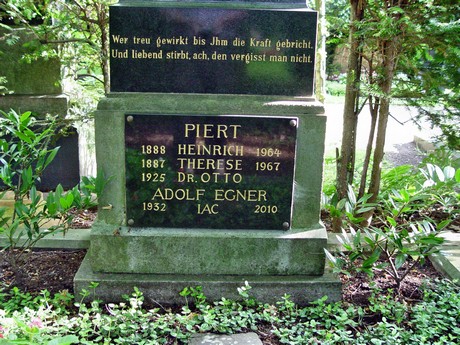 Wer treu gewirkt bis Jhm die Kraft gebricht.
Und liebend stirbt, ach, den vergisst man nicht.
PIERT
1888 HEINRICH 1964
1887 THERESE 1967
1925 DR. OTTO
ADOLF EGNER
1932 IAC 2010